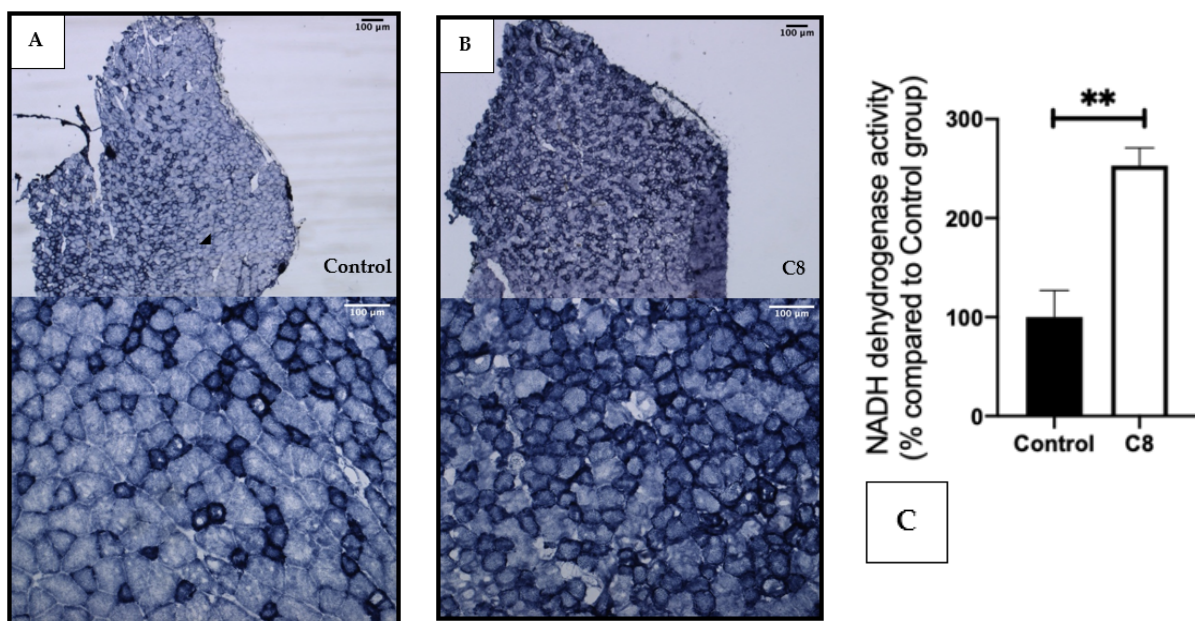 A
100 µm
Control
100 µm
B
100 µm
C8
100 µm
NADH dehydrogenase activity
(% compared to Control group)
300
200
100
0
**
Control
C8
C